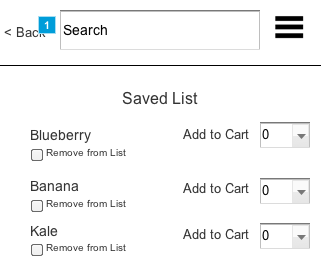 < Back 1 Search
Saved List
Blueberry Add to Cart 0
Remove from List
Banana Add to Cart 0
Remove from List
Kale Add to Cart 0
Remove from List